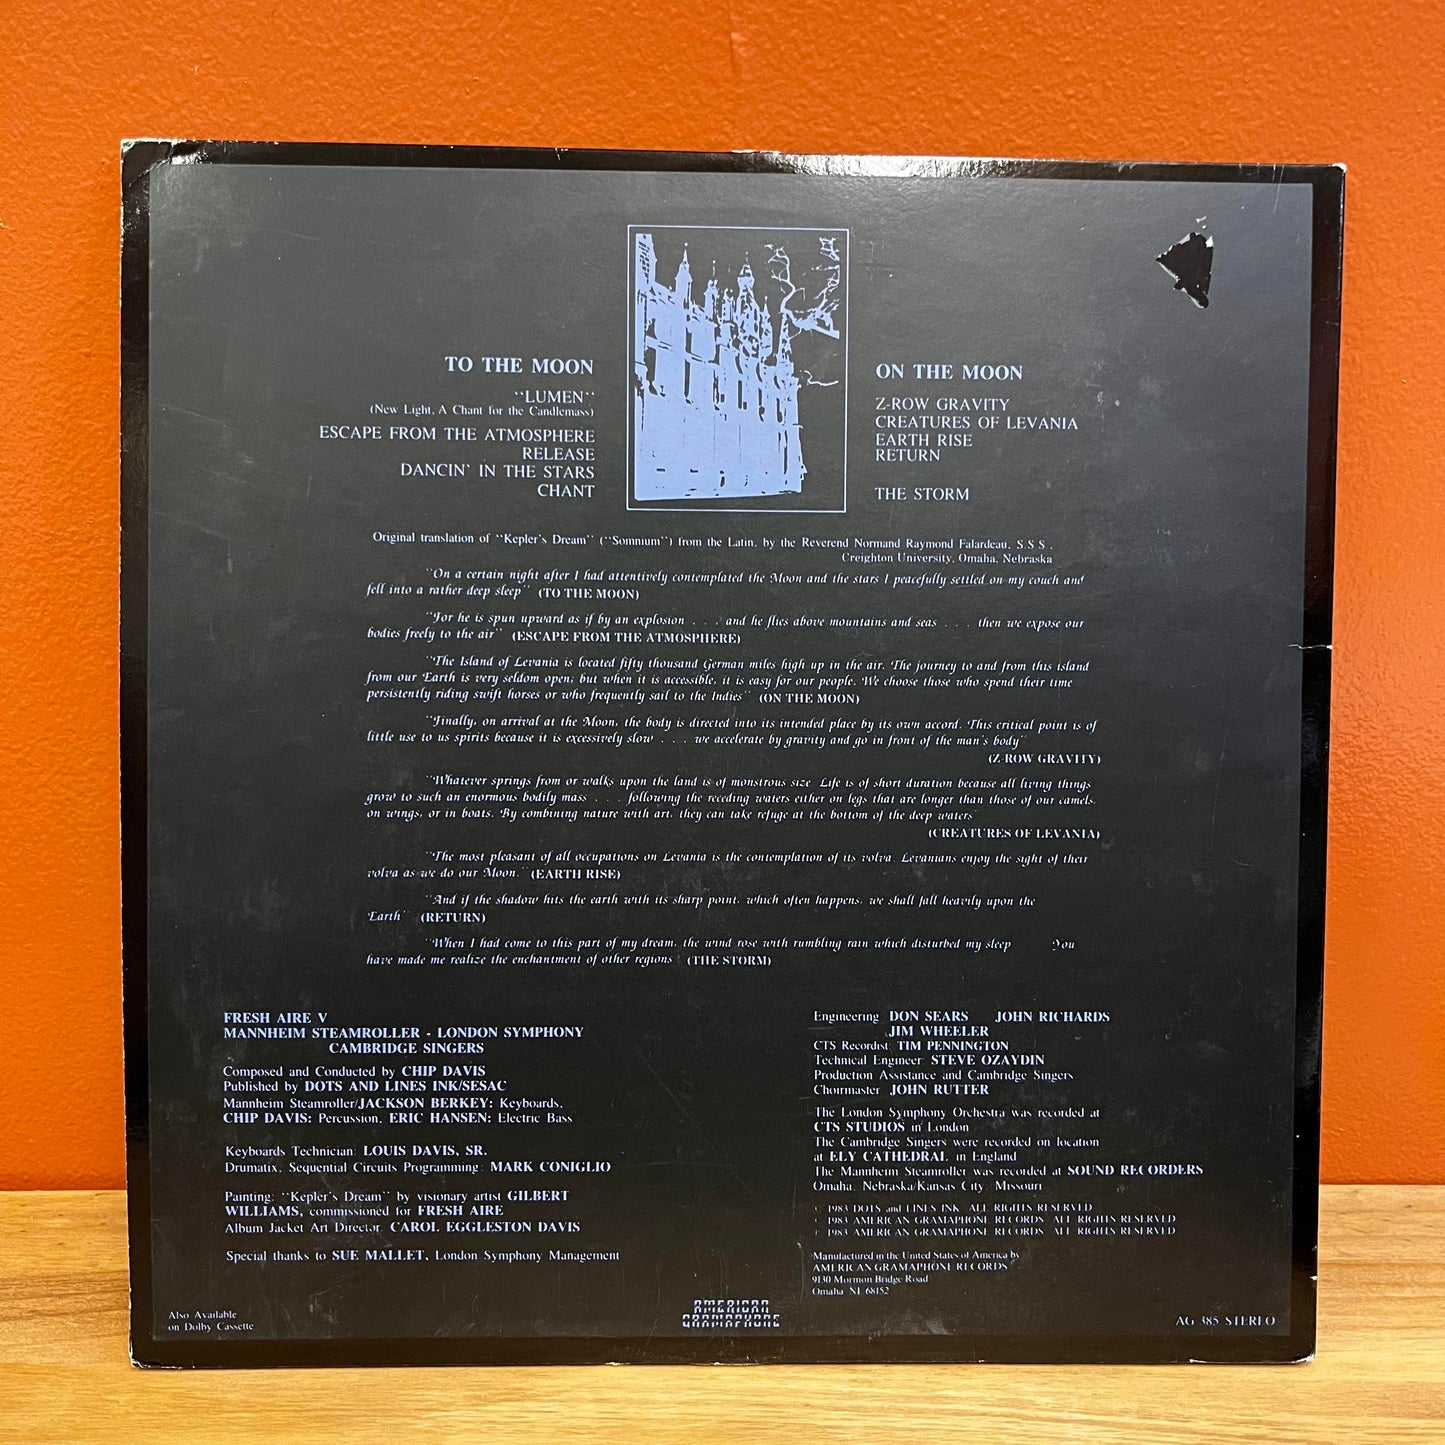 TO THE MOON
"LUMEN"
(New Light, A Chant for the Candlemass)
ESCAPE FROM THE ATMOSPHERE
RELEASE
DANCIN' IN THE STARS
CHANT
ON THE MOON
Z-ROW GRAVITY
CREATURES OF LEVANIA
EARTH RISE
RETURN
THE STORM
Original translation of "Kepler's Dream" ("Somnium") from the Latin, by the Reverend Normand Raymond Falardeau, S.S.S.,
Creighton University, Omaha, Nebraska
"On a certain night after I had attentively contemplated the Moon and the stars I peacefully settled on my couch and
fell into a rather deep sleep" (TO THE MOON)
"For he is spun upward as if by an explosion . . . and he flies above mountains and seas . . . then we expose our
bodies freely to the air" (ESCAPE FROM THE ATMOSPHERE)
"The Island of Levania is located fifty thousand German miles high up in the air. The journey to and from this island
from our Earth is very seldom open; but when it is accessible, it is easy for our people. We choose those who spend their time
persistently riding swift horses or who frequently sail to the Indies" (ON THE MOON)
"Finally, on arrival at the Moon, the body is directed into its intended place by its own accord. This critical point is of
little use to us spirits because it is excessively slow . . . we accelerate by gravity and go in front of the man's body"
(Z-ROW GRAVITY)
"Whatever springs from or walks upon the land is of monstrous size. Life is of short duration because all living things
grow to such an enormous bodily mass . . . following the receding waters either on legs that are longer than those of our camels,
on wings, or in boats. By combining nature with art, they can take refuge at the bottom of the deep waters"
(CREATURES OF LEVANIA)
"The most pleasant of all occupations on Levania is the contemplation of its volva. Levanians enjoy the sight of their
volva as we do our Moon." (EARTH RISE)
"And if the shadow hits the earth with its sharp point, which often happens, we shall fall heavily upon the
Earth" (RETURN)
"When I had come to this part of my dream, the wind rose with rumbling rain which disturbed my sleep You
have made me realize the enchantment of other regions" (THE STORM)
FRESH AIRE V
MANNHEIM STEAMROLLER - LONDON SYMPHONY
CAMBRIDGE SINGERS
Composed and Conducted by CHIP DAVIS
Published by DOTS AND LINES INK/SESAC
Mannheim Steamroller/JACKSON BERKEY: Keyboards,
CHIP DAVIS: Percussion, ERIC HANSEN: Electric Bass
Keyboards Technician: LOUIS DAVIS, SR.
Drumatix, Sequential Circuits Programming: MARK CONIGLIO
Painting: "Kepler's Dream" by visionary artist GILBERT
WILLIAMS, commissioned for FRESH AIRE
Album Jacket Art Director: CAROL EGGLESTON DAVIS
Special thanks to SUE MALLET, London Symphony Management
Also Available
on Dolby Cassette
Engineering: DON SEARS JOHN RICHARDS
JIM WHEELER
CTS Recordist: TIM PENNINGTON
Technical Engineer: STEVE OZAYDIN
Production Assistance and Cambridge Singers
Choirmaster: JOHN RUTTER
The London Symphony Orchestra was recorded at
CTS STUDIOS in London
The Cambridge Singers were recorded on location
at ELY CATHEDRAL in England
The Mannheim Steamroller was recorded at SOUND RECORDERS
Omaha, Nebraska/Kansas City, Missouri
© 1983 DOTS and LINES INK ALL RIGHTS RESERVED
© 1983 AMERICAN GRAMAPHONE RECORDS ALL RIGHTS RESERVED
1983 AMERICAN GRAMAPHONE RECORDS ALL RIGHTS RESERVED
Manufactured in the United States of America by
AMERICAN GRAMAPHONE RECORDS
9130 Mormon Bridge Road
Omaha NE 68152
AMERICAN
GRAMAPHONE
AG 385 STEREO